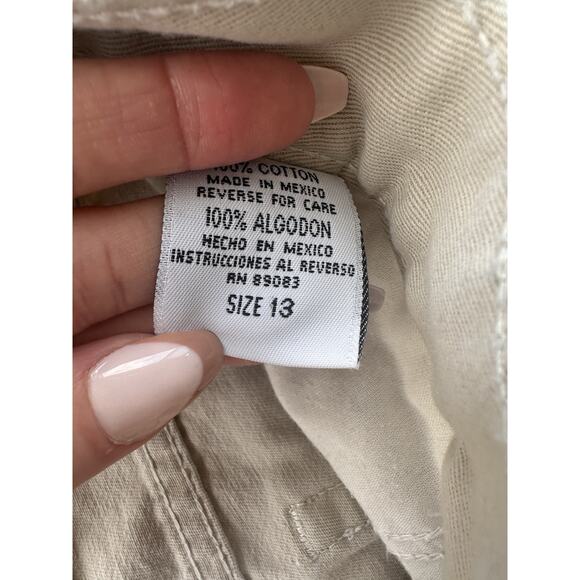 100% COTTON
MADE IN MEXICO
REVERSE FOR CARE
100% ALGODON
HECHO EN MEXICO
INSTRUCCIONES AL REVERSO
RN 89083
SIZE 13